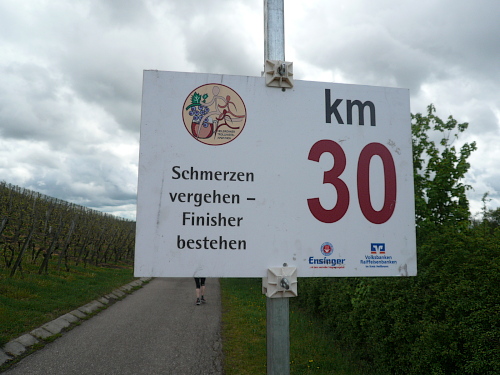 km
30
Schmerzen
vergehen –
Finisher
bestehen
Ensinger
Volksbanken
Raiffeisenbanken